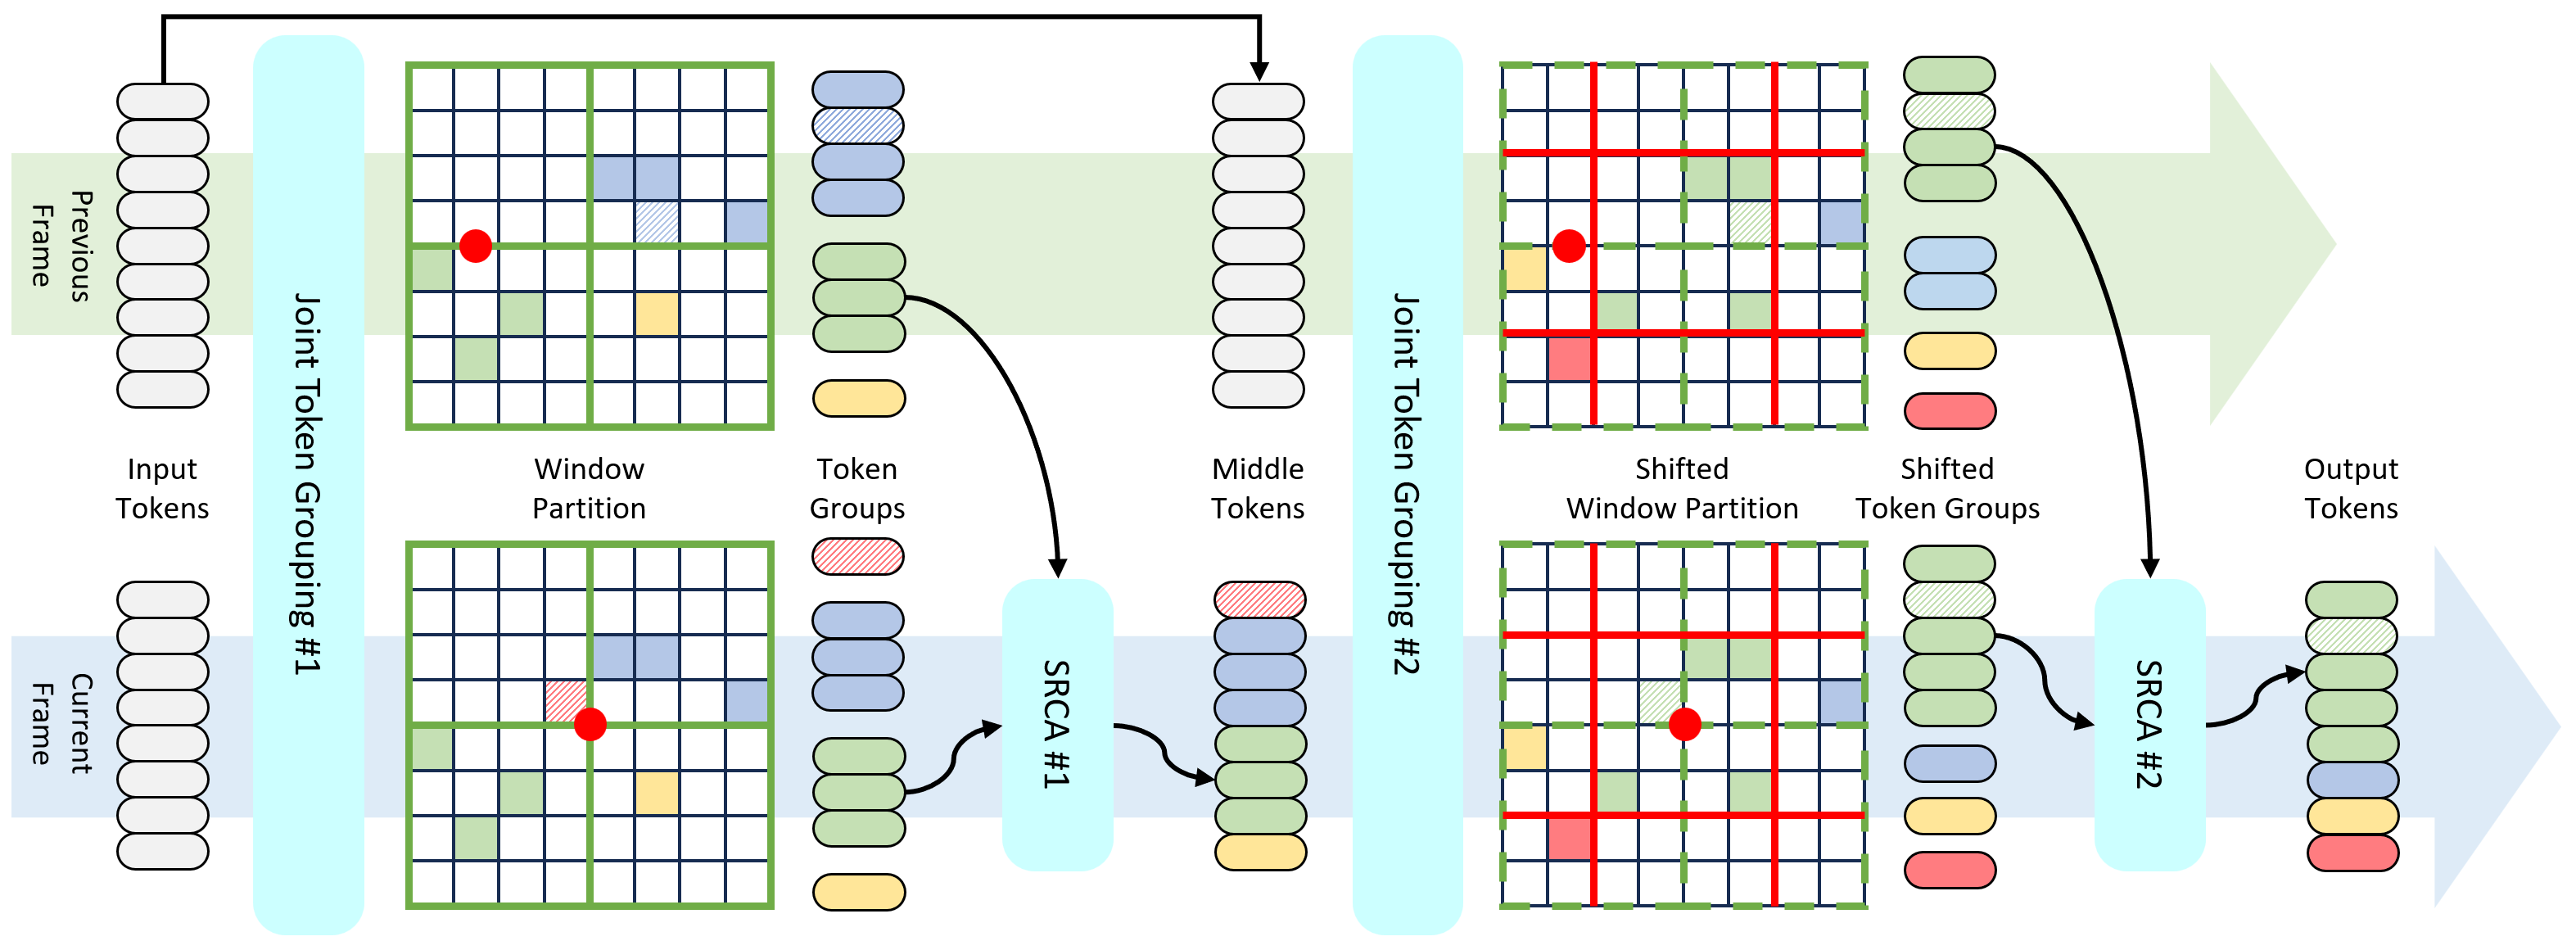 Previous
Frame
Joint Token Grouping #1
Joint Token Grouping #2
Input
Tokens
Window
Partition
Token
Groups
Middle
Tokens
Shifted
Window Partition
Shifted
Token Groups
Output
Tokens
Current
Frame
SRCA #1
SRCA #2